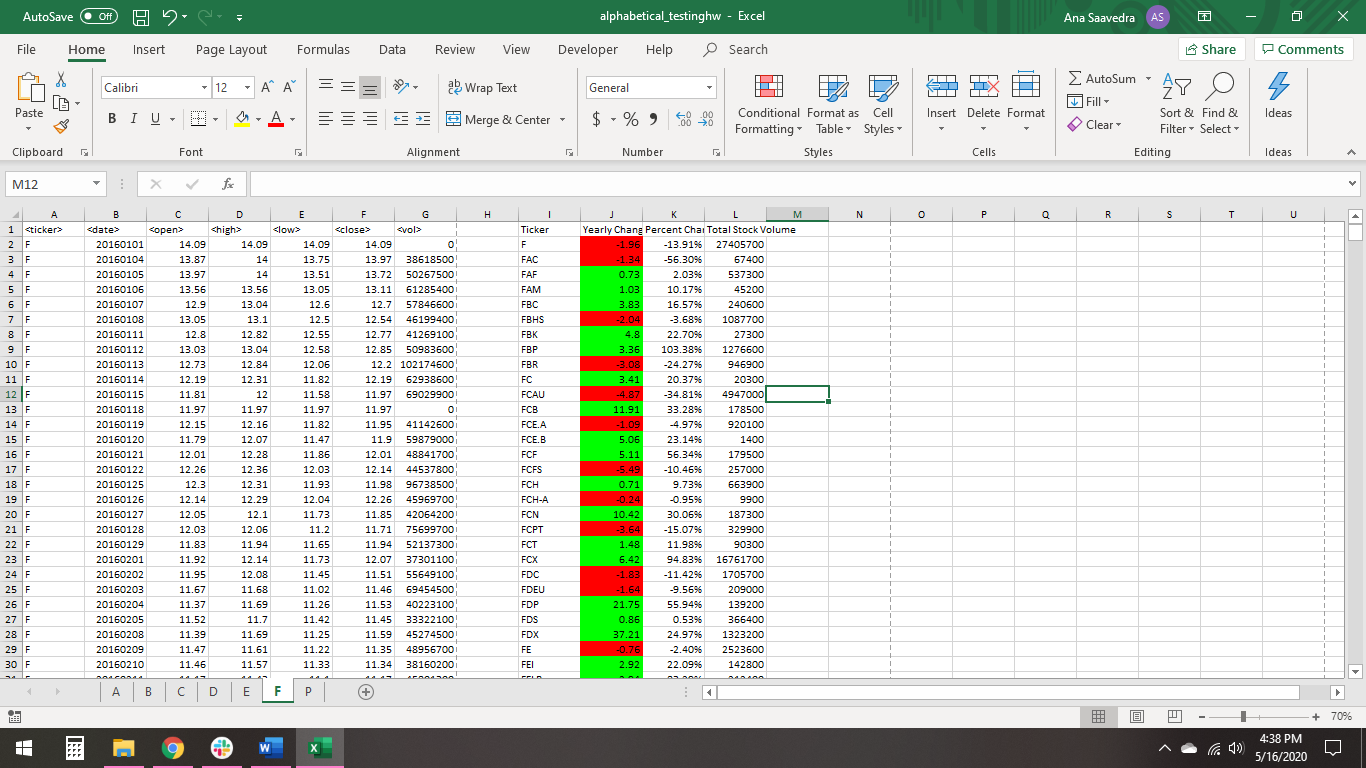 AutoSave Off alphabetical_testinghw - Excel Ana Saavedra AS
File Home Insert Page Layout Formulas Data Review View Developer Help Search Share Comments
Calibri 12 A A Wrap Text General AutoSum
Paste Conditional Format as Cell Insert Delete Format Fill Sort & Find & Ideas
B I U A Merge & Center $ % Formatting Table Styles Clear Filter Select
Clipboard Font Alignment Number Styles Cells Editing Ideas
M12 fx
A B C D E F G H I J K L M N O P Q R S T U
1 <ticker> <date> <open> <high> <low> <close> <vol> Ticker Yearly Chang Percent Chan Total Stock Volume
2 F 20160101 14.09 14.09 14.09 14.09 0 F -1.96 -13.91% 27405700
3 F 20160104 13.87 14 13.75 13.97 38618500 FAC -1.34 -56.30% 67400
4 F 20160105 13.97 14 13.51 13.72 50267500 FAF 0.73 2.03% 537300
5 F 20160106 13.56 13.56 13.05 13.11 61285400 FAM 1.03 10.17% 45200
6 F 20160107 12.9 13.04 12.6 12.7 57846600 FBC 3.83 16.57% 240600
7 F 20160108 13.05 13.1 12.5 12.54 46199400 FBHS -2.04 -3.68% 1087700
8 F 20160111 12.8 12.82 12.55 12.77 41269100 FBK 4.8 22.70% 27300
9 F 20160112 13.03 13.04 12.58 12.85 50983600 FBP 3.36 103.38% 1276600
10 F 20160113 12.73 12.84 12.06 12.2 102174600 FBR -3.08 -24.27% 946900
11 F 20160114 12.19 12.31 11.82 12.19 62938600 FC 3.41 20.37% 20300
12 F 20160115 11.81 12 11.58 11.97 69029900 FCAU -4.87 -34.81% 4947000
13 F 20160118 11.97 11.97 11.97 11.97 0 FCB 11.91 33.28% 178500
14 F 20160119 12.15 12.16 11.82 11.95 41142600 FCE.A -1.09 -4.97% 920100
15 F 20160120 11.79 12.07 11.47 11.9 59879000 FCE.B 5.06 23.14% 1400
16 F 20160121 12.01 12.28 11.86 12.01 48841700 FCF 5.11 56.34% 179500
17 F 20160122 12.26 12.36 12.03 12.14 44537800 FCFS -5.49 -10.46% 257000
18 F 20160125 12.3 12.31 11.93 11.98 96738500 FCH 0.71 9.73% 663900
19 F 20160126 12.14 12.29 12.04 12.26 45969700 FCH-A -0.24 -0.95% 9900
20 F 20160127 12.05 12.1 11.73 11.85 42064200 FCN 10.42 30.06% 187300
21 F 20160128 12.03 12.06 11.2 11.71 75699700 FCPT -3.64 -15.07% 329900
22 F 20160129 11.83 11.94 11.65 11.94 52137300 FCT 1.48 11.98% 90300
23 F 20160201 11.92 12.14 11.73 12.07 37301100 FCX 6.42 94.83% 16761700
24 F 20160202 11.95 12.08 11.45 11.51 55649100 FDC -1.83 -11.42% 1705700
25 F 20160203 11.67 11.68 11.02 11.46 69454500 FDEU -1.64 -9.56% 209000
26 F 20160204 11.37 11.69 11.26 11.53 40223100 FDP 21.75 55.94% 139200
27 F 20160205 11.52 11.7 11.42 11.45 33322100 FDS 0.86 0.53% 366400
28 F 20160208 11.39 11.69 11.25 11.59 45274500 FDX 37.21 24.97% 1323200
29 F 20160209 11.47 11.61 11.22 11.35 48956700 FE -0.76 -2.40% 2523600
30 F 20160210 11.46 11.57 11.33 11.34 38160200 FEI 2.92 22.09% 142800
A B C D E F P
70%
4:38 PM
5/16/2020